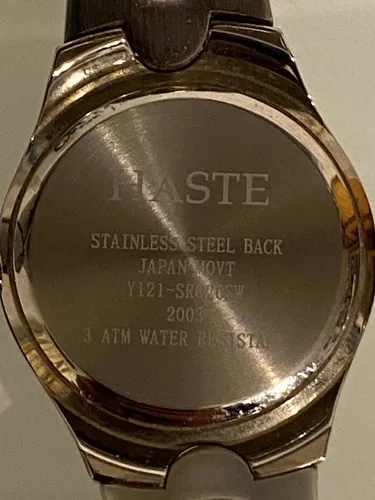 HASTE
STAINLESS STEEL BACK
JAPAN MOVT
2003
3 ATM WATER